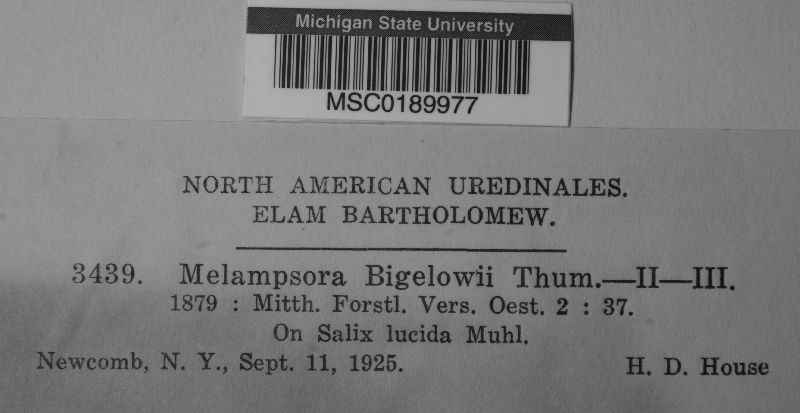 Michigan State University
MSC0189977
NORTH AMERICAN UREDINALES.
ELAM BARTHOLOMEW.
3439. Melampsora Bigelowii Thum.—II—III.
1879 : Mitth. Forstl. Vers. Oest. 2 : 37.
On Salix lucida Muhl.
Newcomb, N. Y., Sept. 11, 1925. H. D. House